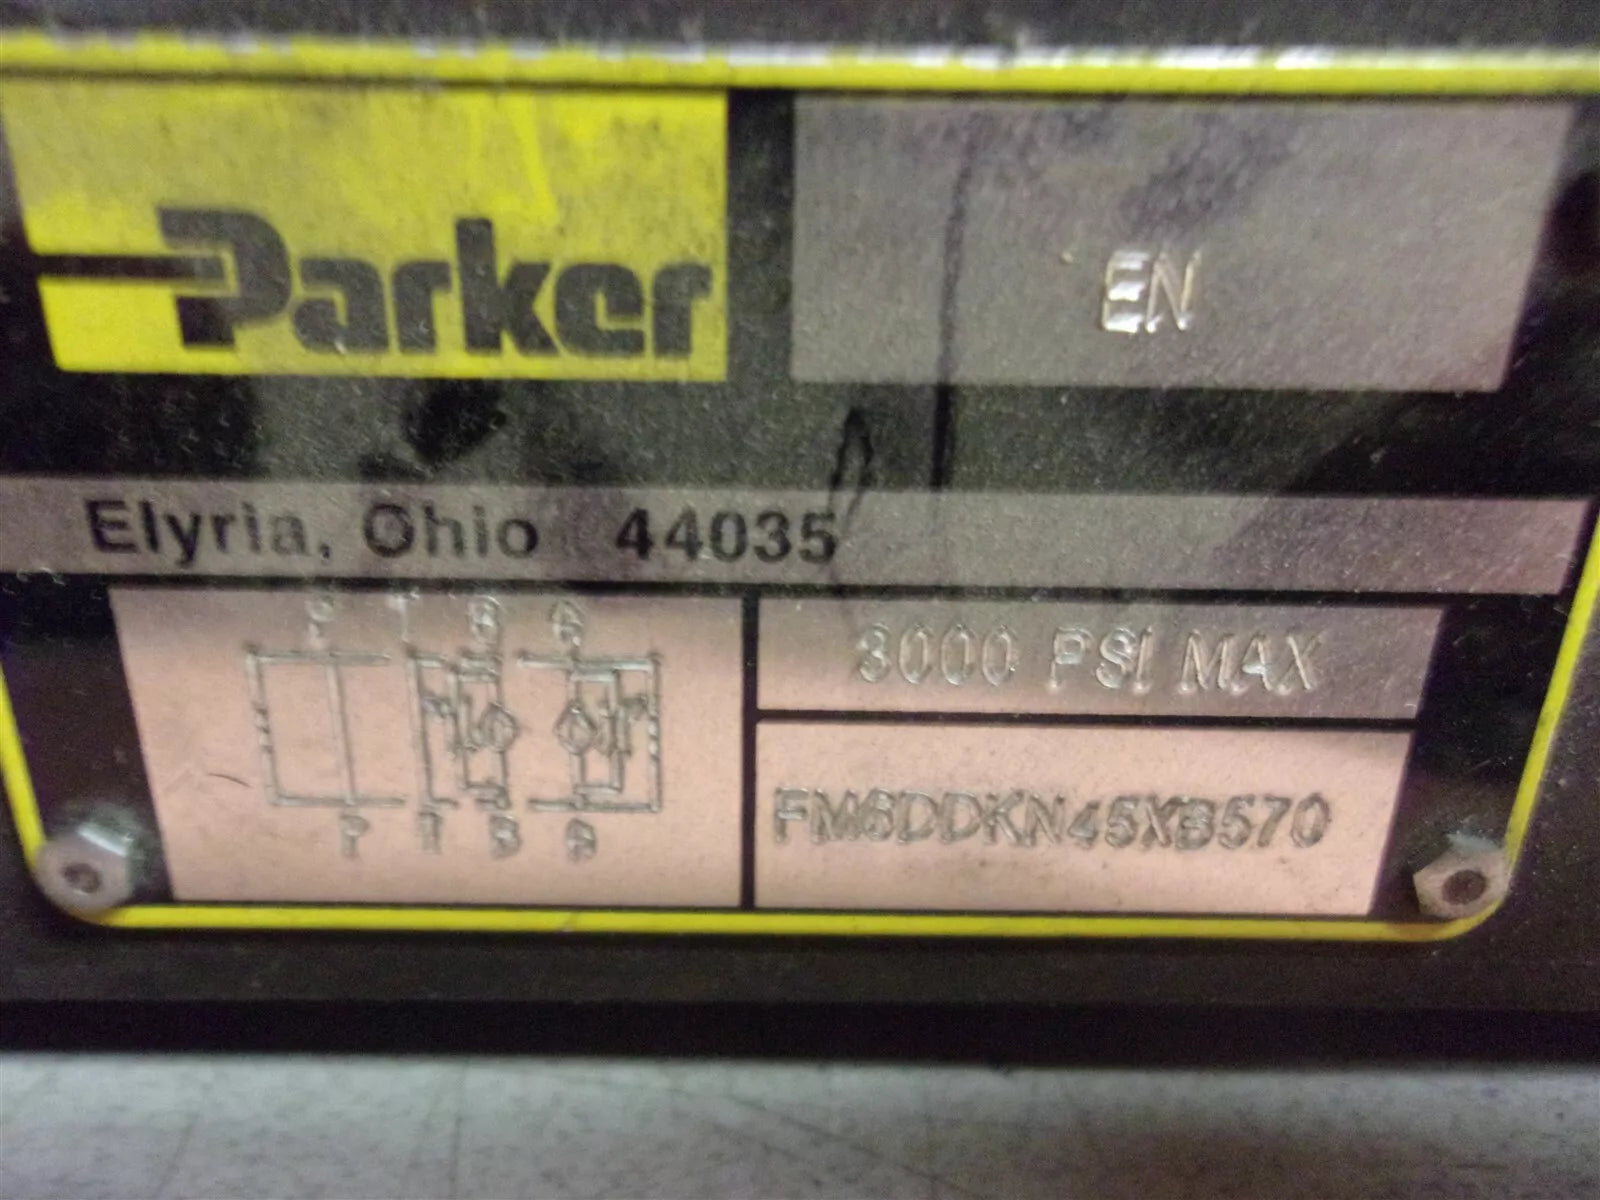 Parker
EN
Elyria, Ohio 44035
P T B A
3000 PSI MAX
FM6DDKN45XB570
P T B A